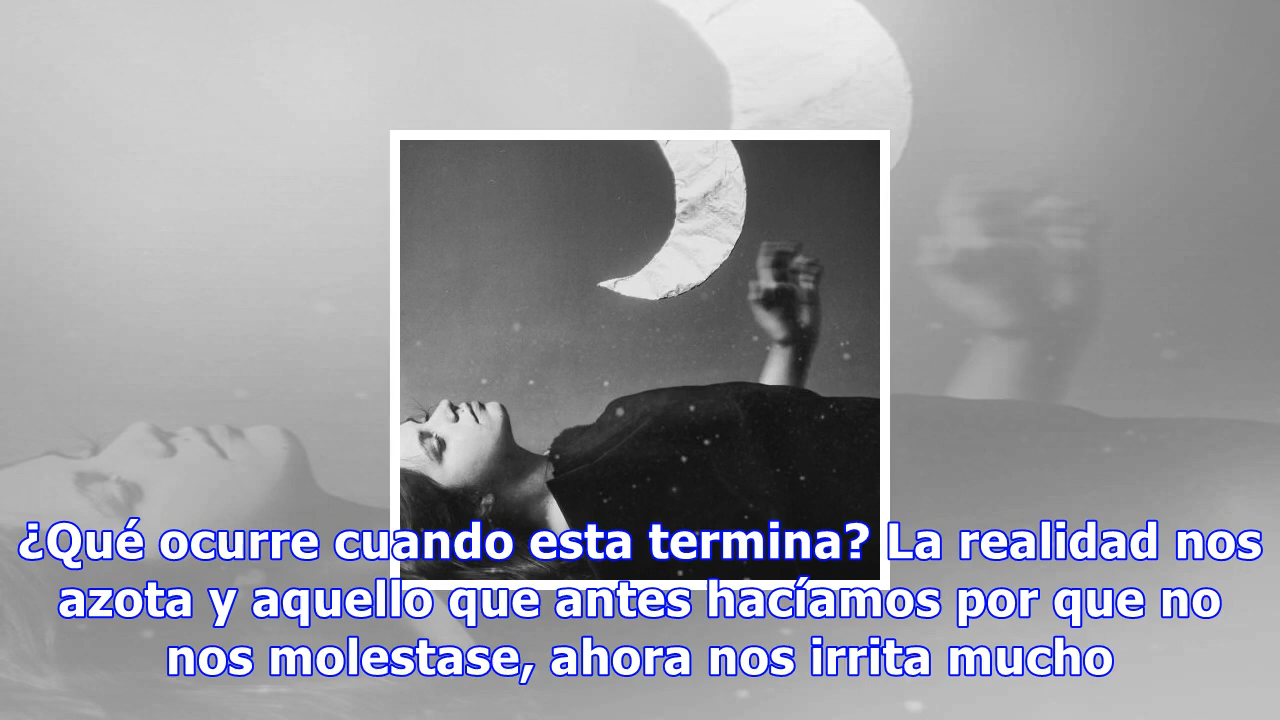 ¿Qué ocurre cuando esta termina? La realidad nos
azota y aquello que antes hacíamos por que no
nos molestase, ahora nos irrita mucho